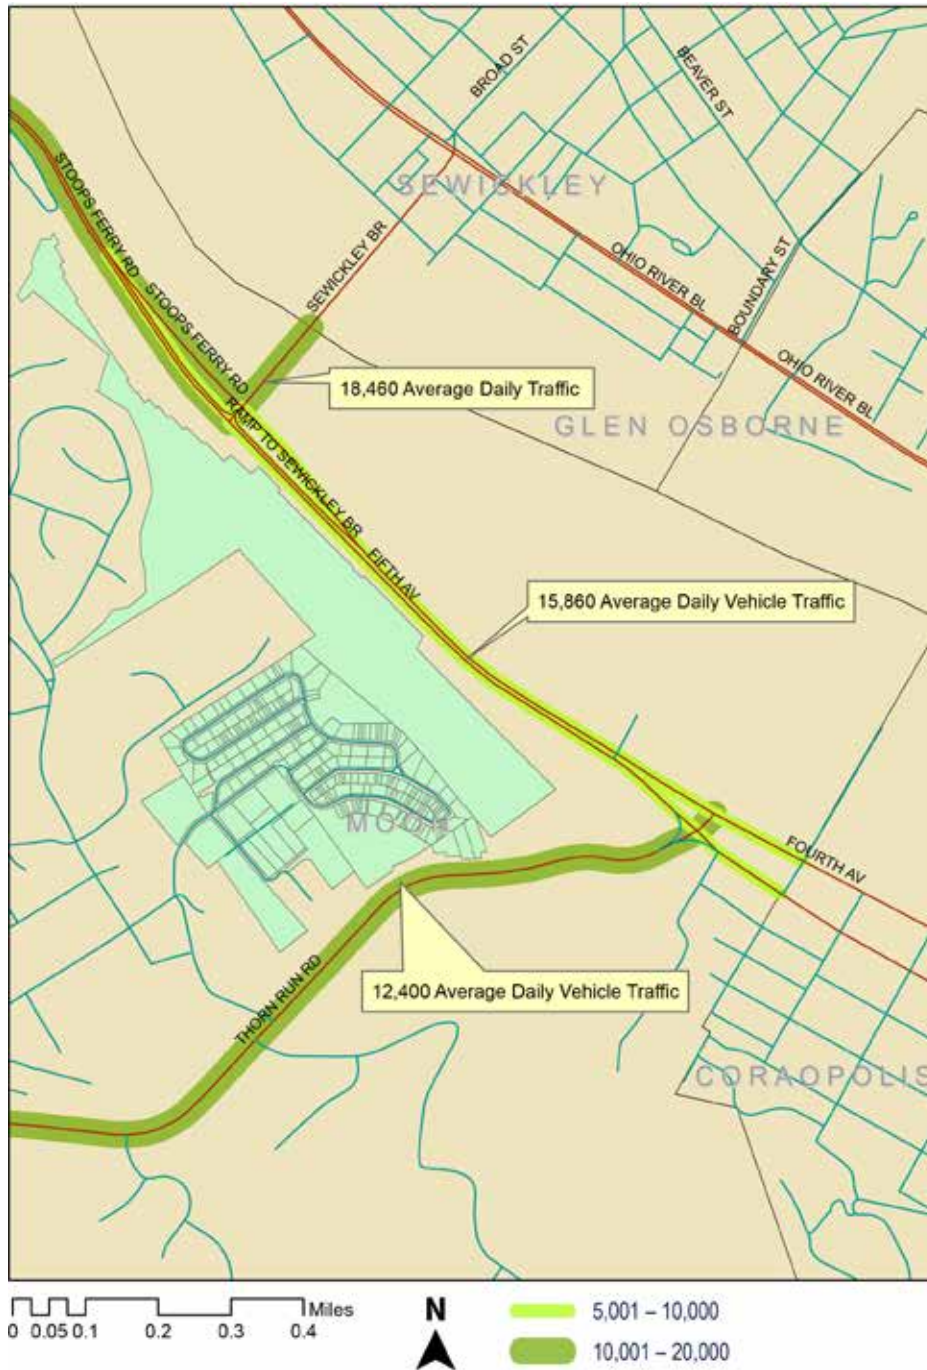 BROAD ST
BEAVER ST
SEWICKLEY
STOOPS FERRY RD
STOOPS FERRY RD
SEWICKLEY BR
OHIO RIVER BL
BOUNDARY ST
OHIO RIVER BL
18,460 Average Daily Traffic
GLEN OSBORNE
RAMP TO SEWICKLEY BR
FIFTH AV
15,860 Average Daily Vehicle Traffic
MOON
FOURTH AV
12,400 Average Daily Vehicle Traffic
THORN RUN RD
CORAOPOLIS
Miles
0 0.05 0.1 0.2 0.3 0.4
N
5,001 – 10,000
10,001 – 20,000